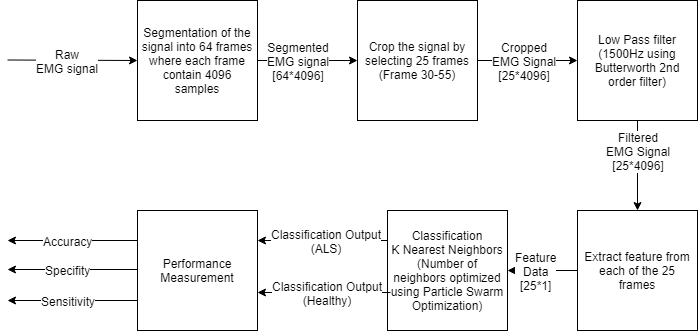 Raw
EMG signal
Segmentation of the
signal into 64 frames
where each frame
contain 4096
samples
Segmented
EMG signal
[64*4096]
Crop the signal by
selecting 25 frames
(Frame 30-55)
Cropped
EMG Signal
[25*4096]
Low Pass filter
(1500Hz using
Butterworth 2nd
order filter)
Filtered
EMG Signal
[25*4096]
Extract feature from
each of the 25
frames
Feature
Data
[25*1]
Classification
K Nearest Neighbors
(Number of
neighbors optimized
using Particle Swarm
Optimization)
Classification Output
(ALS)
Classification Output
(Healthy)
Performance
Measurement
Accuracy
Specifity
Sensitivity